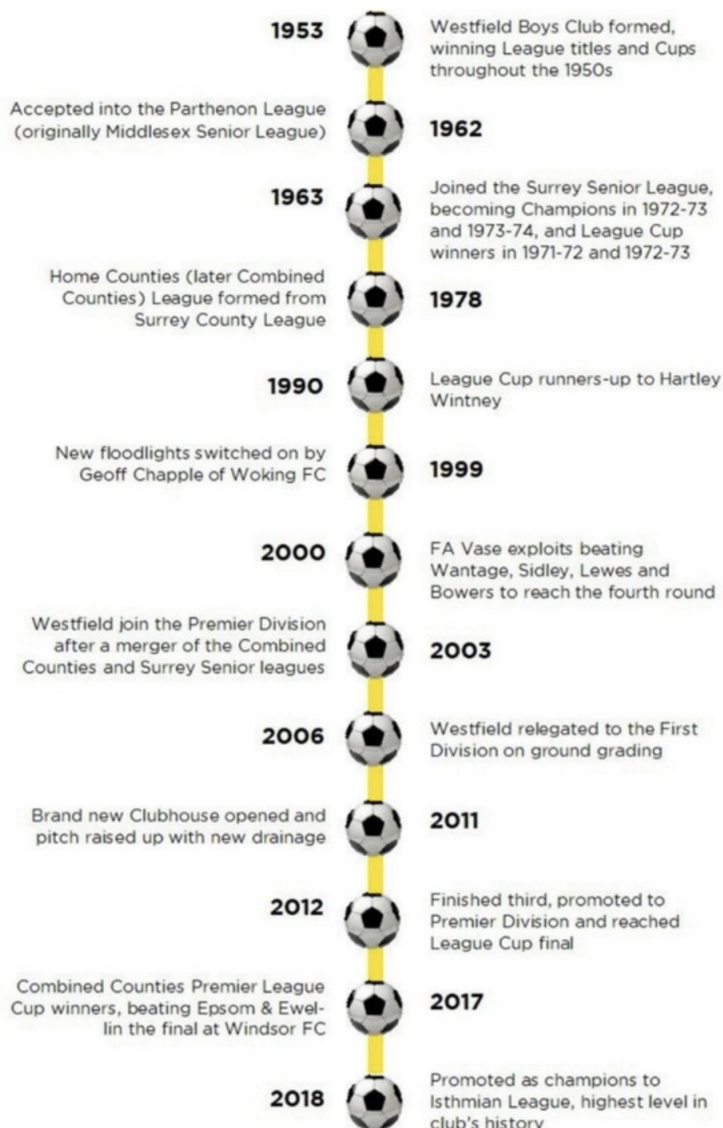 1953
Westfield Boys Club formed,
winning League titles and Cups
throughout the 1950s
Accepted into the Parthenon League
(originally Middlesex Senior League)
1962
1963
Joined the Surrey Senior League,
becoming Champions in 1972-73
and 1973-74, and League Cup
winners in 1971-72 and 1972-73
Home Counties (later Combined
Counties) League formed from
Surrey County League
1978
1990
League Cup runners-up to Hartley
Wintney
New floodlights switched on by
Geoff Chapple of Woking FC
1999
2000
FA Vase exploits beating
Wantage, Sidley, Lewes and
Bowers to reach the fourth round
Westfield join the Premier Division
after a merger of the Combined
Counties and Surrey Senior leagues
2003
2006
Westfield relegated to the First
Division on ground grading
Brand new Clubhouse opened and
pitch raised up with new drainage
2011
2012
Finished third, promoted to
Premier Division and reached
League Cup final
Combined Counties Premier League
Cup winners, beating Epsom & Ewel-
lin the final at Windsor FC
2017
2018
Promoted as champions to
Isthmian League, highest level in
club's history